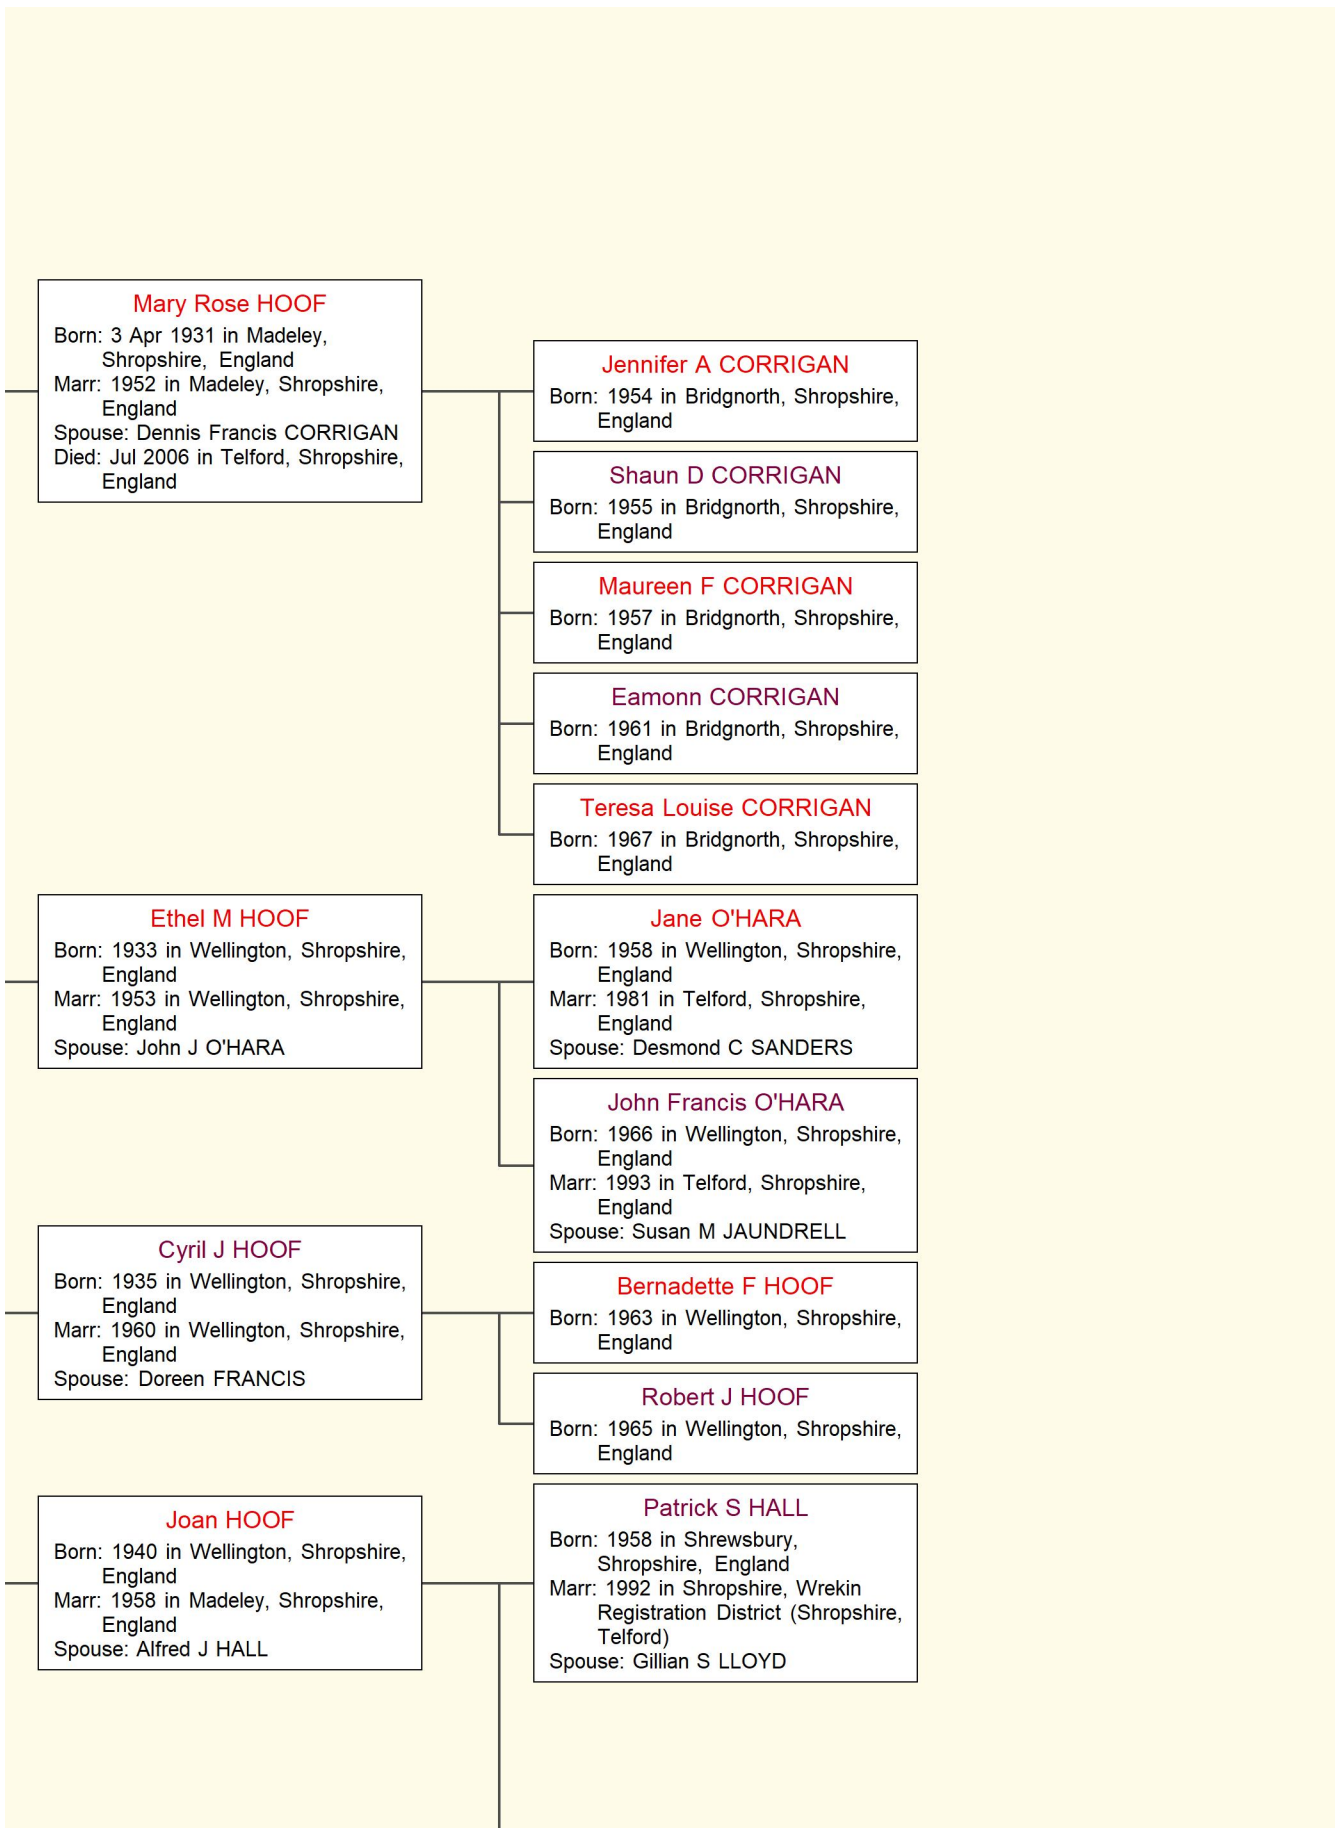 Mary Rose HOOF
Born: 3 Apr 1931 in Madeley,
Shropshire, England
Marr: 1952 in Madeley, Shropshire,
England
Spouse: Dennis Francis CORRIGAN
Died: Jul 2006 in Telford, Shropshire,
England
Jennifer A CORRIGAN
Born: 1954 in Bridgnorth, Shropshire,
England
Shaun D CORRIGAN
Born: 1955 in Bridgnorth, Shropshire,
England
Maureen F CORRIGAN
Born: 1957 in Bridgnorth, Shropshire,
England
Eamonn CORRIGAN
Born: 1961 in Bridgnorth, Shropshire,
England
Teresa Louise CORRIGAN
Born: 1967 in Bridgnorth, Shropshire,
England
Ethel M HOOF
Born: 1933 in Wellington, Shropshire,
England
Marr: 1953 in Wellington, Shropshire,
England
Spouse: John J O'HARA
Jane O'HARA
Born: 1958 in Wellington, Shropshire,
England
Marr: 1981 in Telford, Shropshire,
England
Spouse: Desmond C SANDERS
John Francis O'HARA
Born: 1966 in Wellington, Shropshire,
England
Marr: 1993 in Telford, Shropshire,
England
Spouse: Susan M JAUNDRELL
Cyril J HOOF
Born: 1935 in Wellington, Shropshire,
England
Marr: 1960 in Wellington, Shropshire,
England
Spouse: Doreen FRANCIS
Bernadette F HOOF
Born: 1963 in Wellington, Shropshire,
England
Robert J HOOF
Born: 1965 in Wellington, Shropshire,
England
Joan HOOF
Born: 1940 in Wellington, Shropshire,
England
Marr: 1958 in Madeley, Shropshire,
England
Spouse: Alfred J HALL
Patrick S HALL
Born: 1958 in Shrewsbury,
Shropshire, England
Marr: 1992 in Shropshire, Wrekin
Registration District (Shropshire,
Telford)
Spouse: Gillian S LLOYD